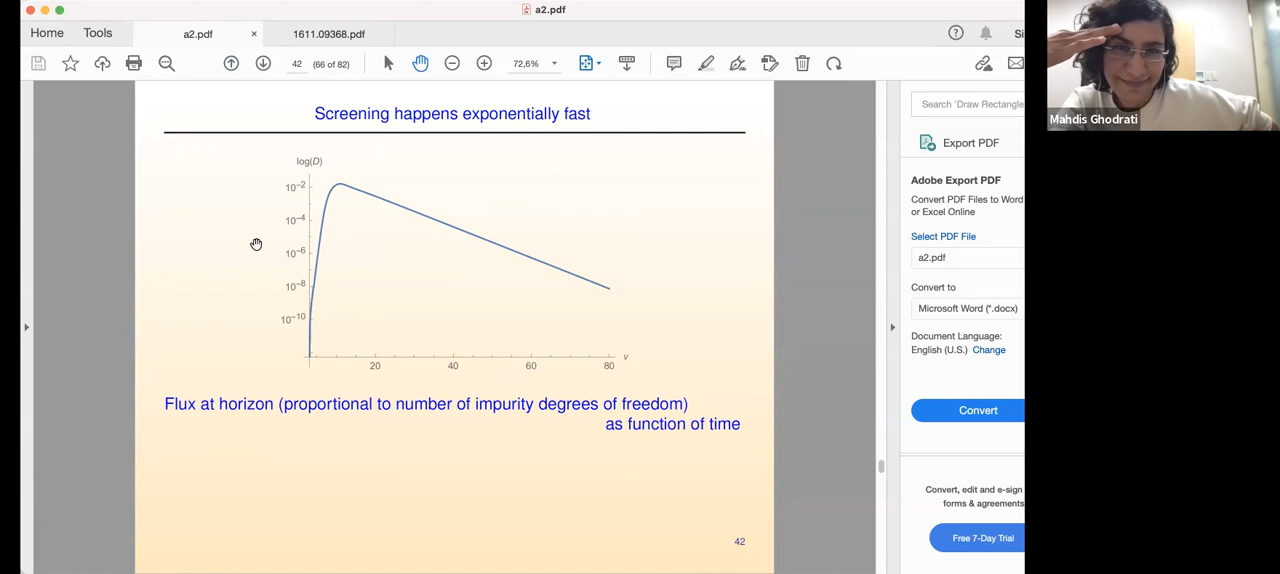 a2.pdf
Home Tools a2.pdf × 1611.09368.pdf Si
42 (66 of 82) 72,6%
Screening happens exponentially fast
log(D)
10-2
10-4
10-6
10-8
10-10
20 40 60 80 v
Flux at horizon (proportional to number of impurity degrees of freedom)
as function of time
42
Search 'Draw Rectangle
Export PDF
Adobe Export PDF
Convert PDF Files to Word
or Excel Online
Select PDF File
a2.pdf
Convert to
Microsoft Word (*.docx)
Document Language:
English (U.S.) Change
Convert
Convert, edit and e-sign
forms & agreements
Free 7-Day Trial
Mahdis Ghodrati